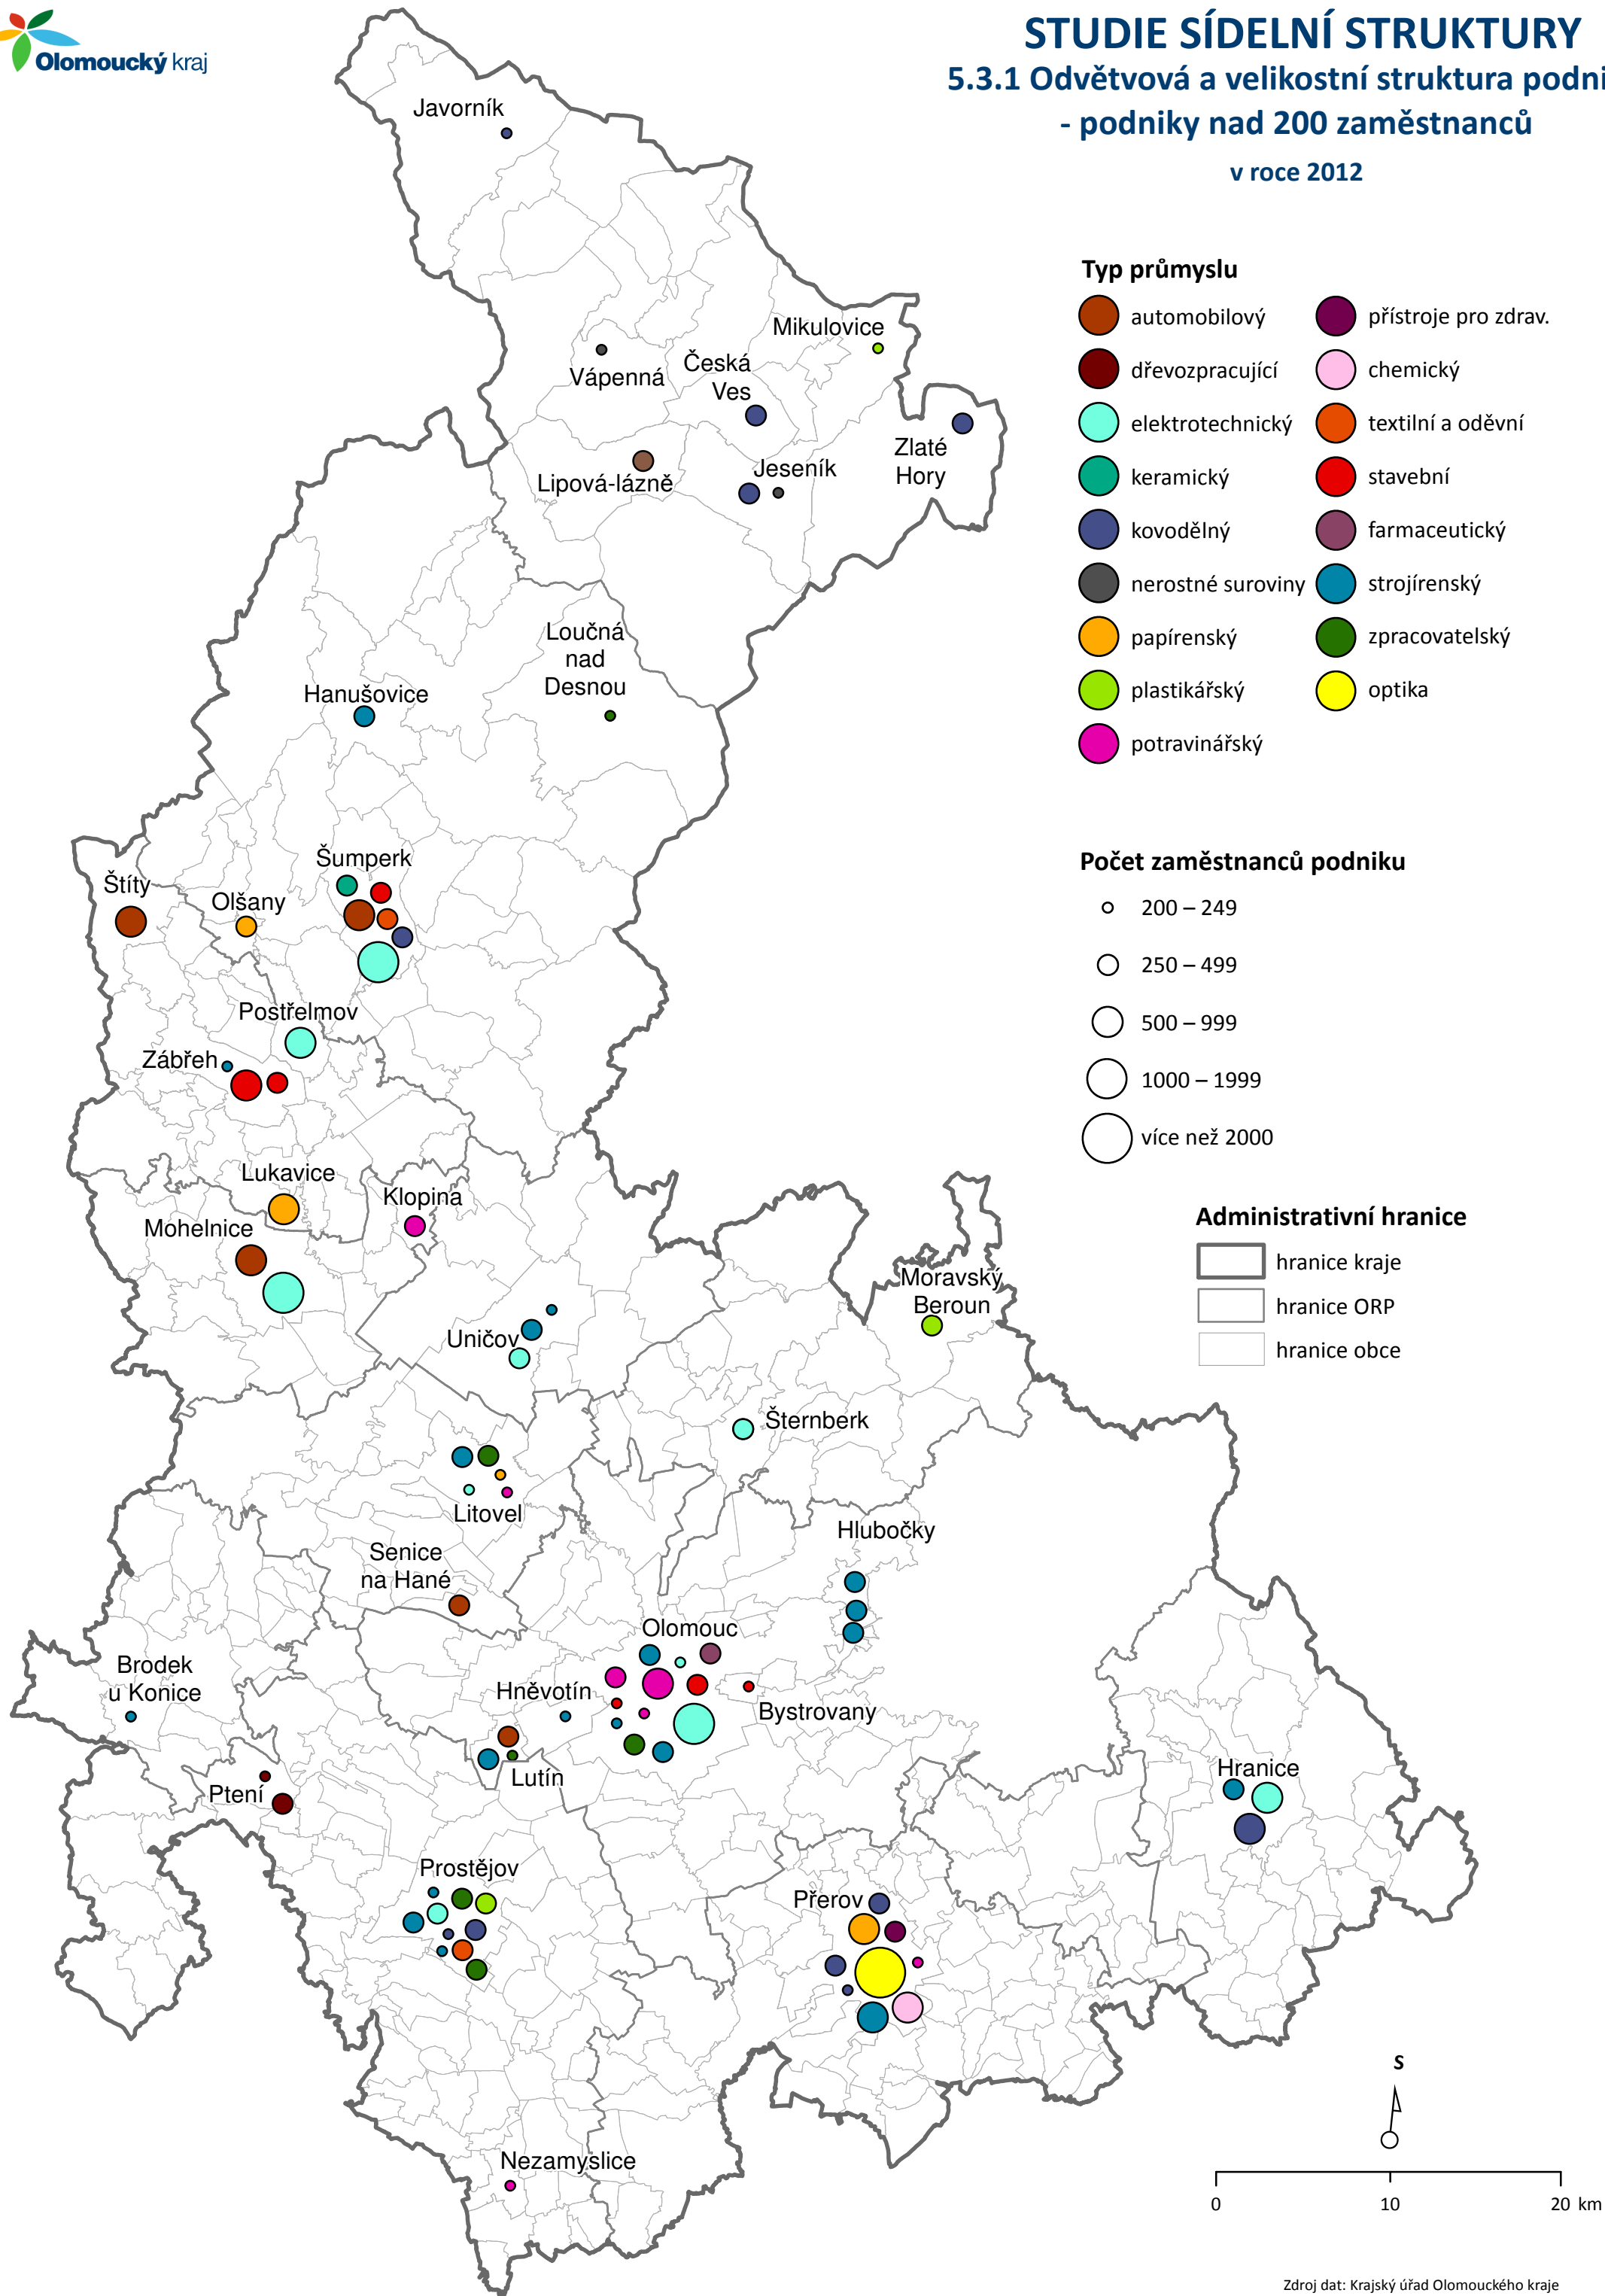 Olomoucký kraj
STUDIE SÍDELNÍ STRUKTURY
5.3.1 Odvětvová a velikostní struktura podni
- podniky nad 200 zaměstnanců
v roce 2012
Typ průmyslu
automobilový
dřevozpracující
elektrotechnický
keramický
kovodělný
nerostné suroviny
papírenský
plastikářský
potravinářský
přístroje pro zdrav.
chemický
textilní a oděvní
stavební
farmaceutický
strojírenský
zpracovatelský
optika
Počet zaměstnanců podniku
200 – 249
250 – 499
500 – 999
1000 – 1999
více než 2000
Administrativní hranice
hranice kraje
hranice ORP
hranice obce
Javorník
Mikulovice
Vápenná
Česká
Ves
Zlaté
Hory
Lipová-lázně
Jeseník
Loučná
nad
Desnou
Hanušovice
Šumperk
Štíty
Olšany
Postřelmov
Zábřeh
Lukavice
Klopina
Mohelnice
Moravský
Beroun
Uničov
Šternberk
Litovel
Hlubočky
Senice
na Hané
Olomouc
Brodek
u Konice
Hněvotín
Bystrovany
Lutín
Ptení
Hranice
Prostějov
Přerov
Nezamyslice
S
0 10 20 km
Zdroj dat: Krajský úřad Olomouckého kraje